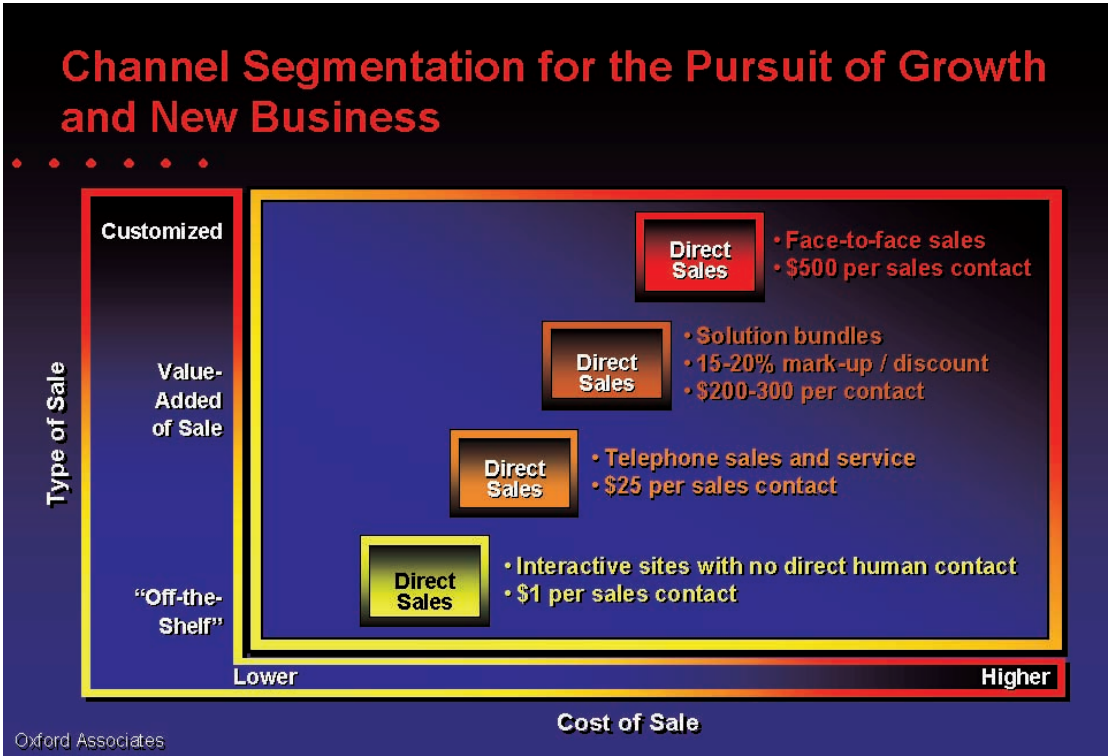 Channel Segmentation for the Pursuit of Growth
and New Business
Customized
Value-
Added
of Sale
“Off-the-
Shelf”
Type of Sale
Direct
Sales
• Face-to-face sales
• $500 per sales contact
Direct
Sales
• Solution bundles
• 15-20% mark-up / discount
• $200-300 per contact
Direct
Sales
• Telephone sales and service
• $25 per sales contact
Direct
Sales
• Interactive sites with no direct human contact
• $1 per sales contact
Lower
Higher
Cost of Sale
Oxford Associates